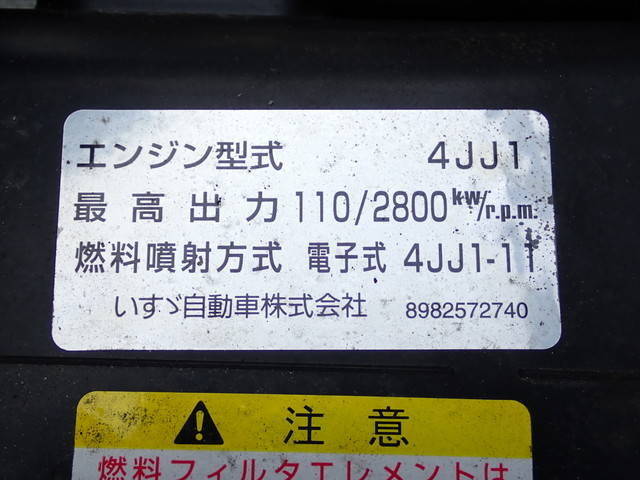 エンジン型式 4JJ1
最高出力 110/2800kw/r.p.m.
燃料噴射方式 電子式 4JJ1-11
いすゞ自動車株式会社 8982572740
注意
燃料フィルタエレメントは